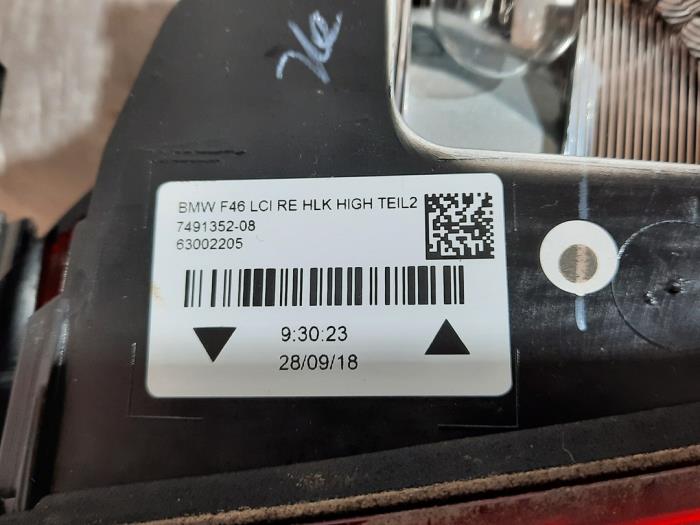 BMW F46 LCI RE HLK HIGH TEIL2
7491352-08
63002205
9:30:23
28/09/18